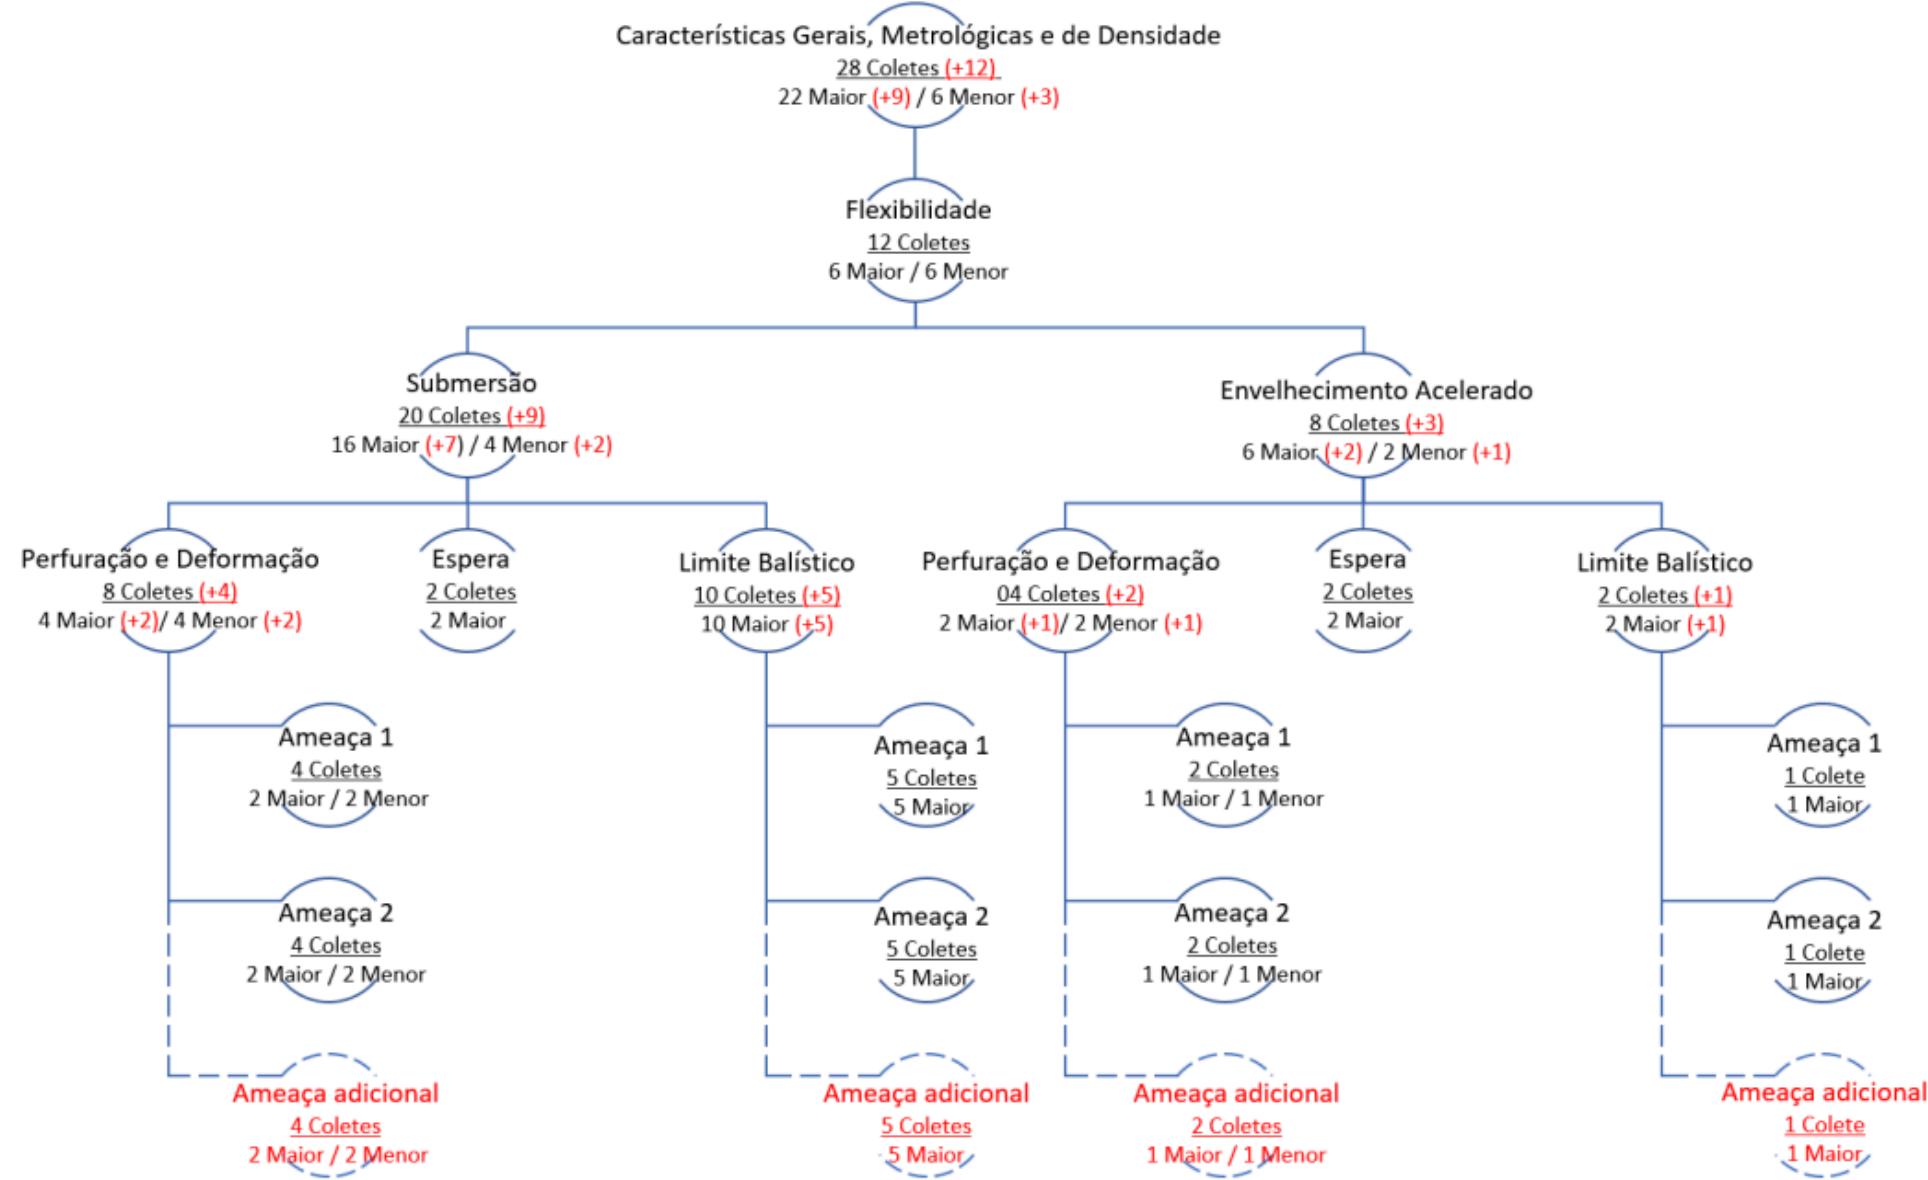 Características Gerais, Metrológicas e de Densidade
28 Coletes (+12)
22 Maior (+9) / 6 Menor (+3)
Flexibilidade
12 Coletes
6 Maior / 6 Menor
Submersão
20 Coletes (+9)
16 Maior (+7) / 4 Menor (+2)
Envelhecimento Acelerado
8 Coletes (+3)
6 Maior (+2) / 2 Menor (+1)
Perfuração e Deformação
8 Coletes (+4)
4 Maior (+2)/ 4 Menor (+2)
Espera
2 Coletes
2 Maior
Limite Balístico
10 Coletes (+5)
10 Maior (+5)
Perfuração e Deformação
04 Coletes (+2)
2 Maior (+1)/ 2 Menor (+1)
Espera
2 Coletes
2 Maior
Limite Balístico
2 Coletes (+1)
2 Maior (+1)
Ameaça 1
4 Coletes
2 Maior / 2 Menor
Ameaça 1
5 Coletes
5 Maior
Ameaça 1
2 Coletes
1 Maior / 1 Menor
Ameaça 1
1 Colete
1 Maior
Ameaça 2
4 Coletes
2 Maior / 2 Menor
Ameaça 2
5 Coletes
5 Maior
Ameaça 2
2 Coletes
1 Maior / 1 Menor
Ameaça 2
1 Colete
1 Maior
Ameaça adicional
4 Coletes
2 Maior / 2 Menor
Ameaça adicional
5 Coletes
5 Maior
Ameaça adicional
2 Coletes
1 Maior / 1 Menor
Ameaça adicional
1 Colete
1 Maior